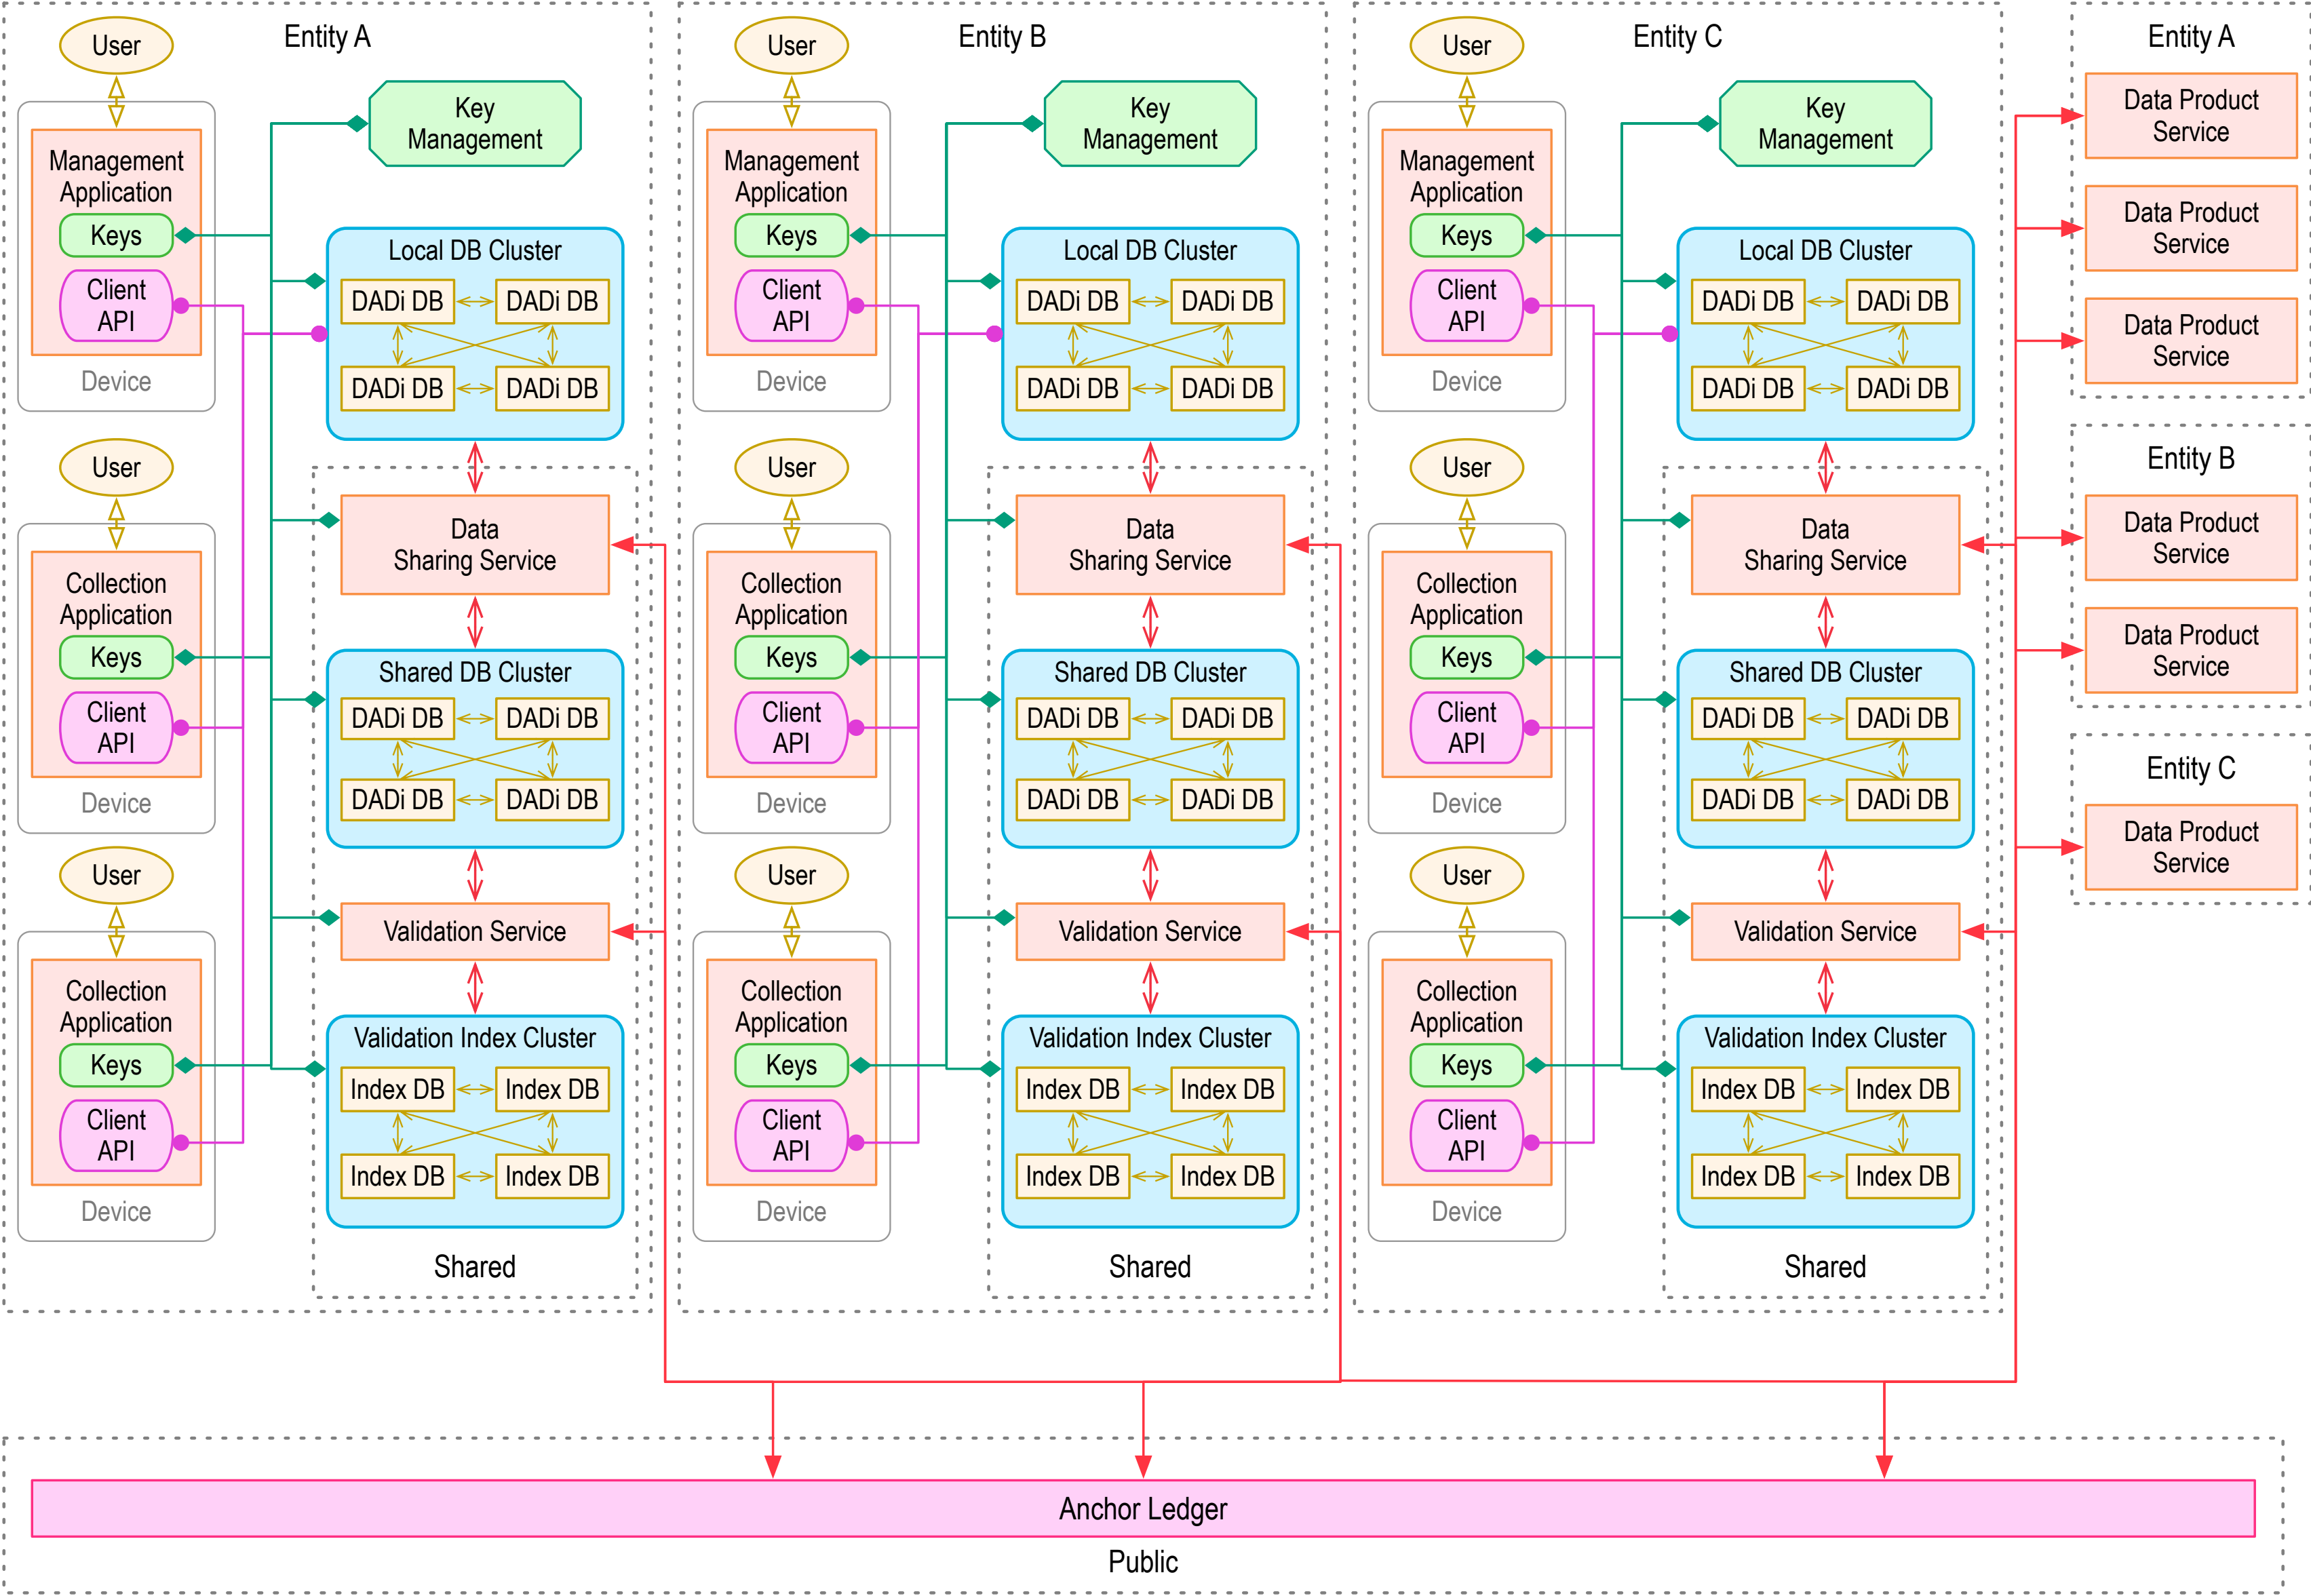 Entity A
User
Key
Management
Management
Application
Keys
Client
API
Device
Local DB Cluster
DADi DB
DADi DB
DADi DB
DADi DB
User
Collection
Application
Keys
Client
API
Device
Data
Sharing Service
Shared DB Cluster
DADi DB
DADi DB
DADi DB
DADi DB
User
Collection
Application
Keys
Client
API
Device
Validation Service
Validation Index Cluster
Index DB
Index DB
Index DB
Index DB
Shared
Entity B
User
Key
Management
Management
Application
Keys
Client
API
Device
Local DB Cluster
DADi DB
DADi DB
DADi DB
DADi DB
User
Collection
Application
Keys
Client
API
Device
Data
Sharing Service
Shared DB Cluster
DADi DB
DADi DB
DADi DB
DADi DB
User
Collection
Application
Keys
Client
API
Device
Validation Service
Validation Index Cluster
Index DB
Index DB
Index DB
Index DB
Shared
Entity C
User
Key
Management
Management
Application
Keys
Client
API
Device
Local DB Cluster
DADi DB
DADi DB
DADi DB
DADi DB
User
Collection
Application
Keys
Client
API
Device
Data
Sharing Service
Shared DB Cluster
DADi DB
DADi DB
DADi DB
DADi DB
User
Collection
Application
Keys
Client
API
Device
Validation Service
Validation Index Cluster
Index DB
Index DB
Index DB
Index DB
Shared
Entity A
Data Product
Service
Data Product
Service
Data Product
Service
Entity B
Data Product
Service
Data Product
Service
Entity C
Data Product
Service
Anchor Ledger
Public